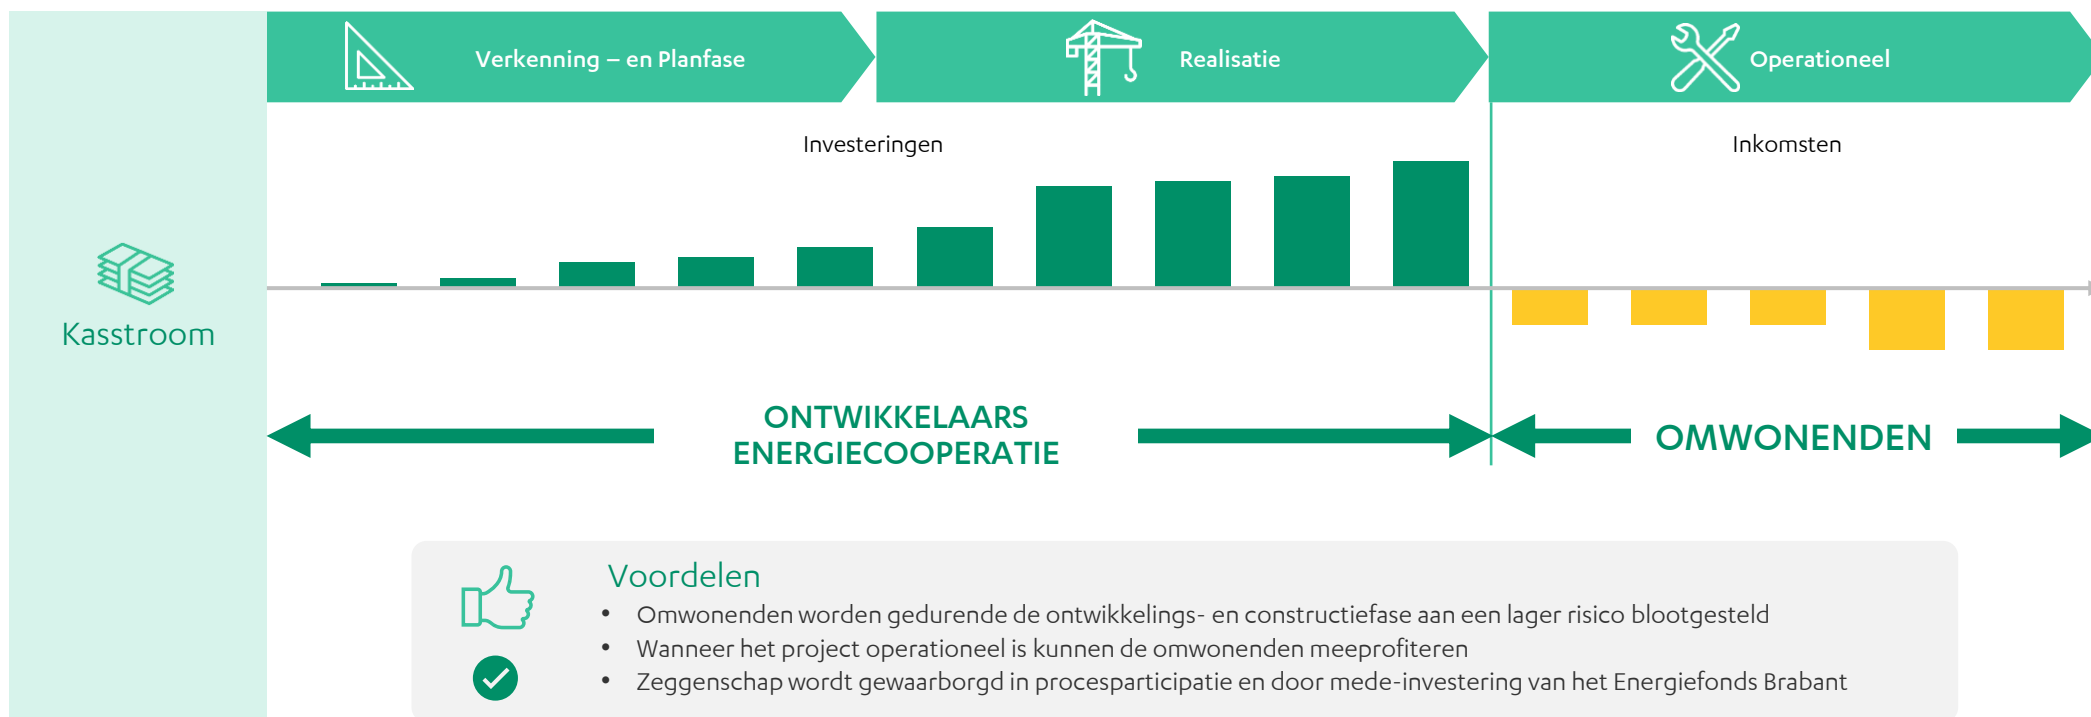 Verkenning – en Planfase
Realisatie
Operationeel
Investeringen
Inkomsten
Kasstroom
ONTWIKKELAARS
ENERGIECOOPERATIE
OMWONENDEN
Voordelen
• Omwonenden worden gedurende de ontwikkelings- en constructiefase aan een lager risico blootgesteld
• Wanneer het project operationeel is kunnen de omwonenden meeprofiteren
• Zeggenschap wordt gewaarborgd in procesparticipatie en door mede-investering van het Energiefonds Brabant